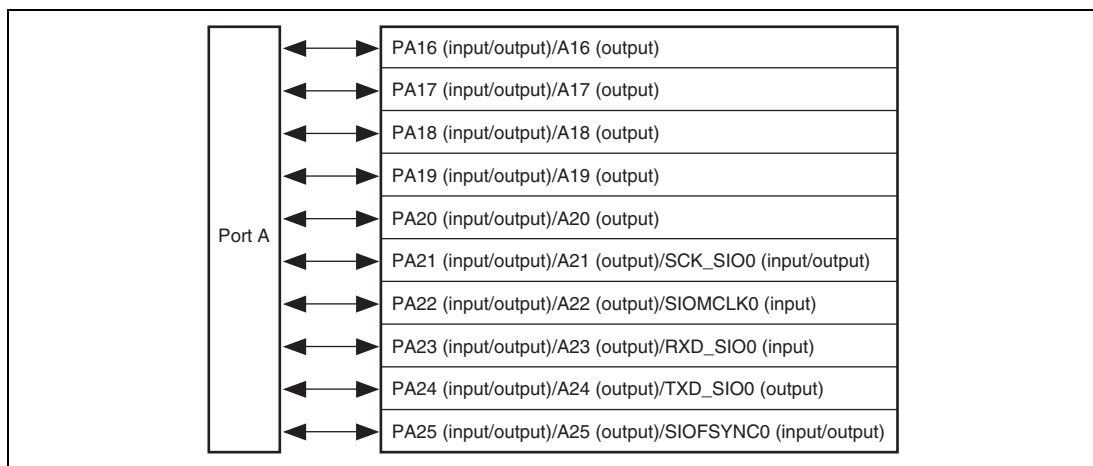 Port A
PA16 (input/output)/A16 (output)
PA17 (input/output)/A17 (output)
PA18 (input/output)/A18 (output)
PA19 (input/output)/A19 (output)
PA20 (input/output)/A20 (output)
PA21 (input/output)/A21 (output)/SCK_SIO0 (input/output)
PA22 (input/output)/A22 (output)/SIOMCLK0 (input)
PA23 (input/output)/A23 (output)/RXD_SIO0 (input)
PA24 (input/output)/A24 (output)/TXD_SIO0 (output)
PA25 (input/output)/A25 (output)/SIOFSYNC0 (input/output)